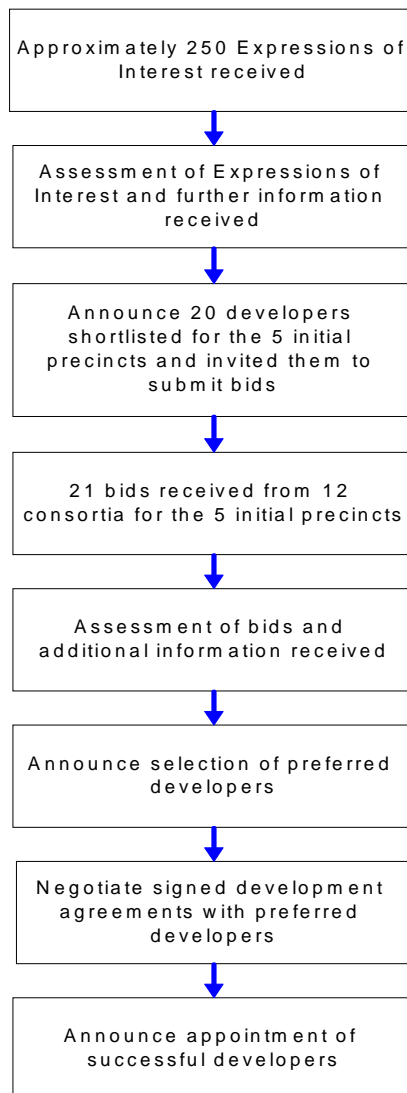 Approximately 250 Expressions of
Interest received
Assessment of Expressions of
Interest and further information
received
Announce 20 developers
shortlisted for the 5 initial
precincts and invited them to
submit bids
21 bids received from 12
consortia for the 5 initial precincts
Assessment of bids and
additional information received
Announce selection of preferred
developers
Negotiate signed development
agreements with preferred
developers
Announce appointment of
successful developers